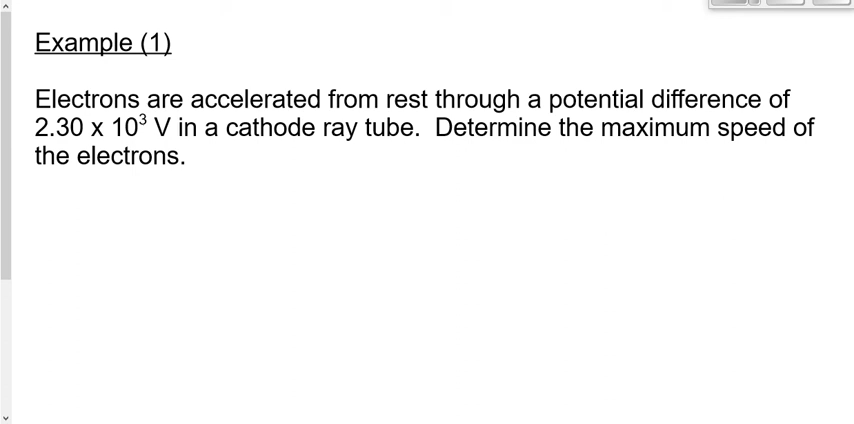 Example (1)
Electrons are accelerated from rest through a potential difference of
2.30 x 10³ V in a cathode ray tube.  Determine the maximum speed of
the electrons.